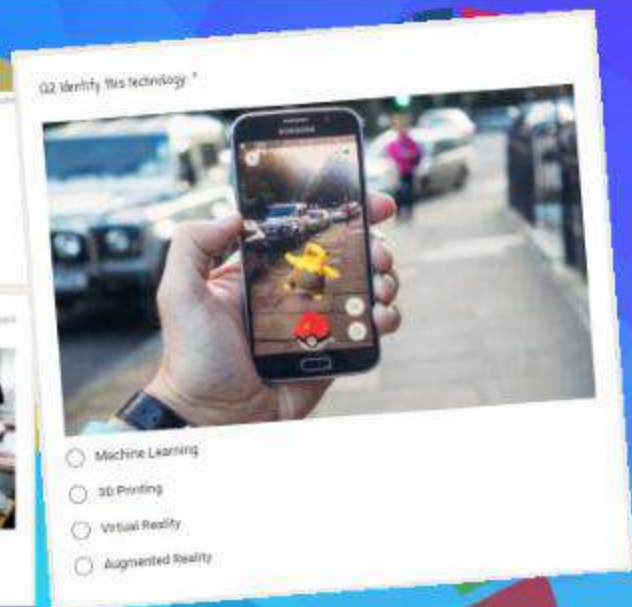 Q2 Identify this technology *
SAMSUNG
Machine Learning
3D Printing
Virtual Reality
Augmented Reality